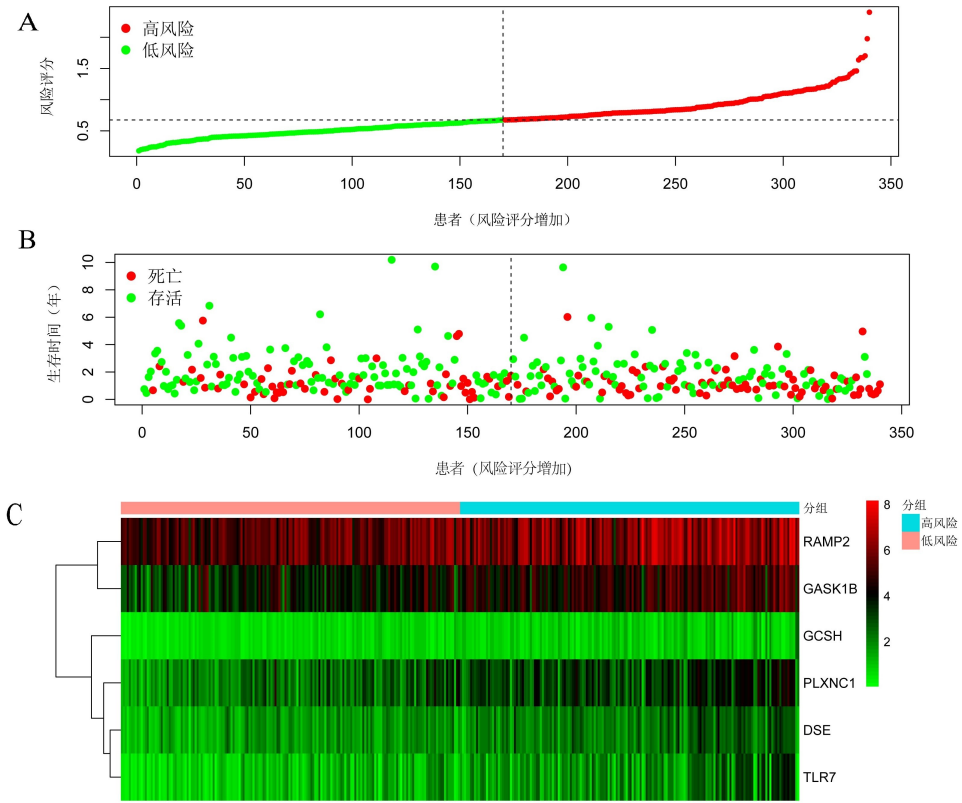 A
高风险
低风险
风险评分
1.5
0.5
0 50 100 150 200 250 300 350
患者（风险评分增加）
B
死亡
存活
生存时间（年）
10
8
6
4
2
0
0 50 100 150 200 250 300 350
患者（风险评分增加)
C
分组
8
6
4
2
分组
高风险
低风险
RAMP2
GASK1B
GCSH
PLXNC1
DSE
TLR7